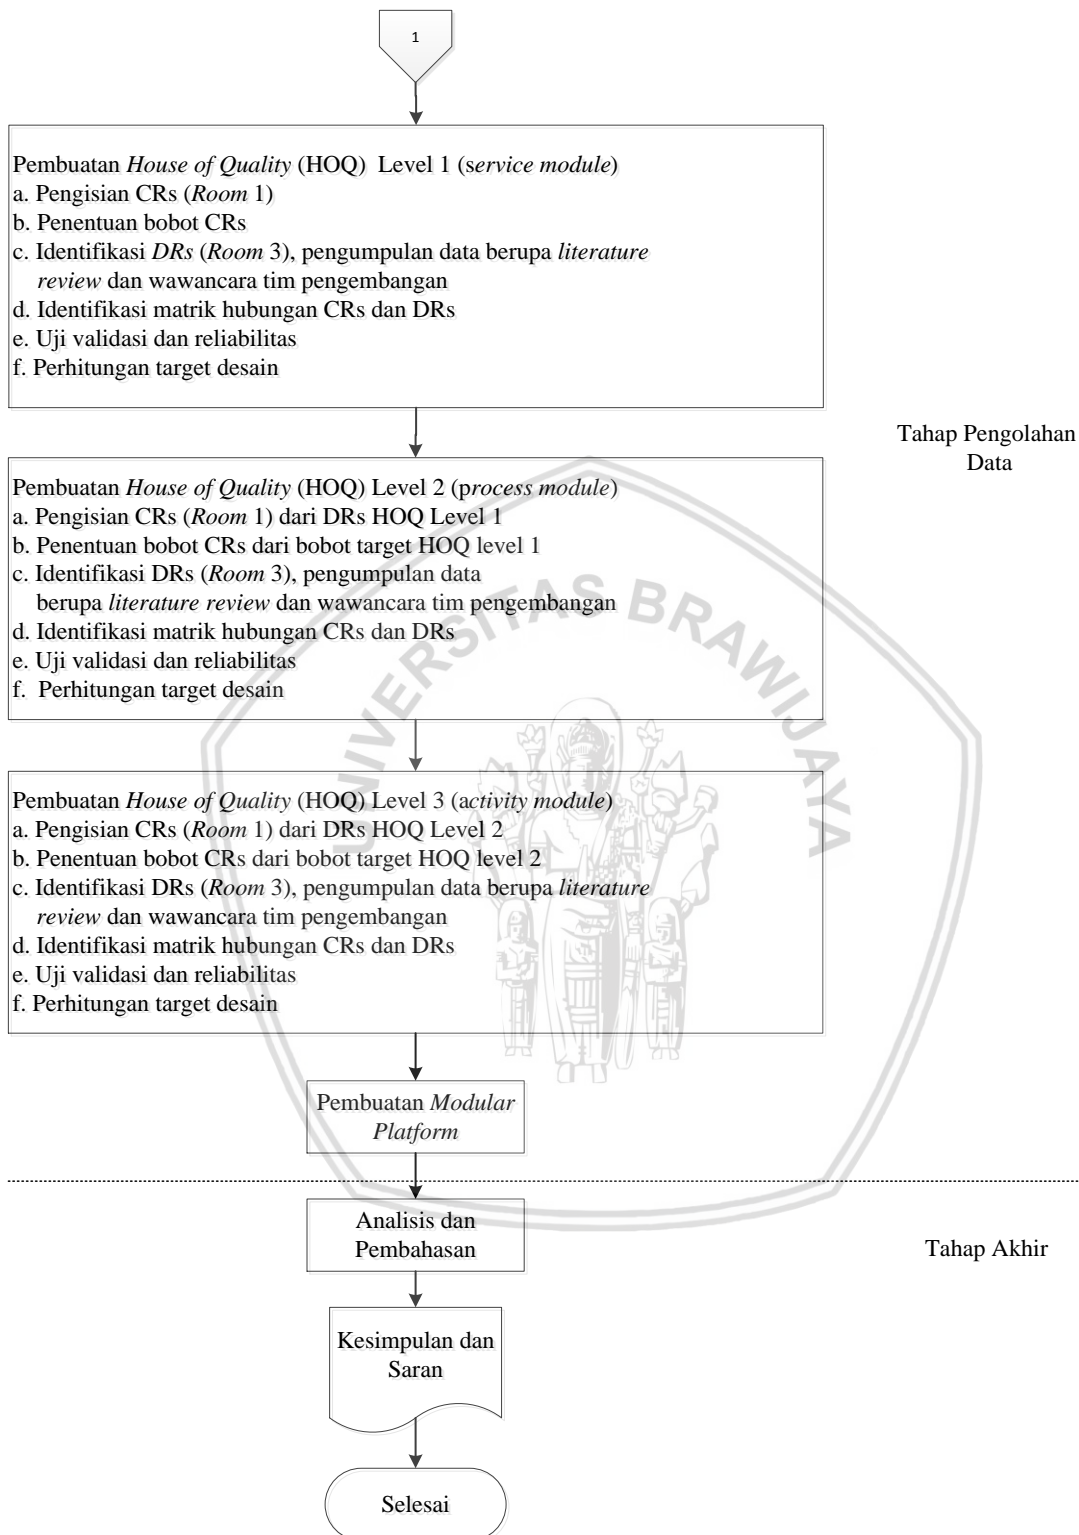 1
Pembuatan House of Quality (HOQ)  Level 1 (service module)
a. Pengisian CRs (Room 1)
b. Penentuan bobot CRs
c. Identifikasi DRs (Room 3), pengumpulan data berupa literature
review dan wawancara tim pengembangan
d. Identifikasi matrik hubungan CRs dan DRs
e. Uji validasi dan reliabilitas
f. Perhitungan target desain
Tahap Pengolahan
Data
Pembuatan House of Quality (HOQ) Level 2 (process module)
a. Pengisian CRs (Room 1) dari DRs HOQ Level 1
b. Penentuan bobot CRs dari bobot target HOQ level 1
c. Identifikasi DRs (Room 3), pengumpulan data
berupa literature review dan wawancara tim pengembangan
d. Identifikasi matrik hubungan CRs dan DRs
e. Uji validasi dan reliabilitas
f.  Perhitungan target desain
Pembuatan House of Quality (HOQ) Level 3 (activity module)
a. Pengisian CRs (Room 1) dari DRs HOQ Level 2
b. Penentuan bobot CRs dari bobot target HOQ level 2
c. Identifikasi DRs (Room 3), pengumpulan data berupa literature
review dan wawancara tim pengembangan
d. Identifikasi matrik hubungan CRs dan DRs
e. Uji validasi dan reliabilitas
f. Perhitungan target desain
Pembuatan Modular
Platform
Analisis dan
Pembahasan
Tahap Akhir
Kesimpulan dan
Saran
Selesai
UNIVERSITAS BRAWIJAYA